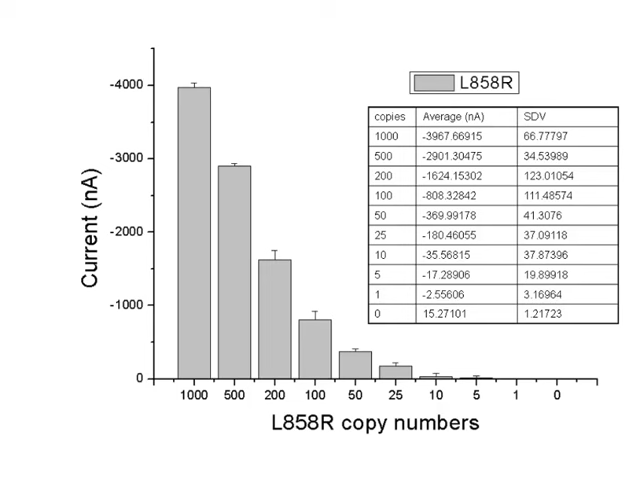 L858R
copies Average (nA) SDV
1000 -3967.66915 66.77797
500 -2901.30475 34.53989
200 -1624.15302 123.01054
100 -808.32842 111.48574
50 -369.99178 41.3076
25 -180.46055 37.09118
10 -35.56815 37.87396
5 -17.28906 19.89918
1 -2.55606 3.16964
0 15.27101 1.21723
-4000
-3000
-2000
-1000
0
Current (nA)
1000 500 200 100 50 25 10 5 1 0
L858R copy numbers